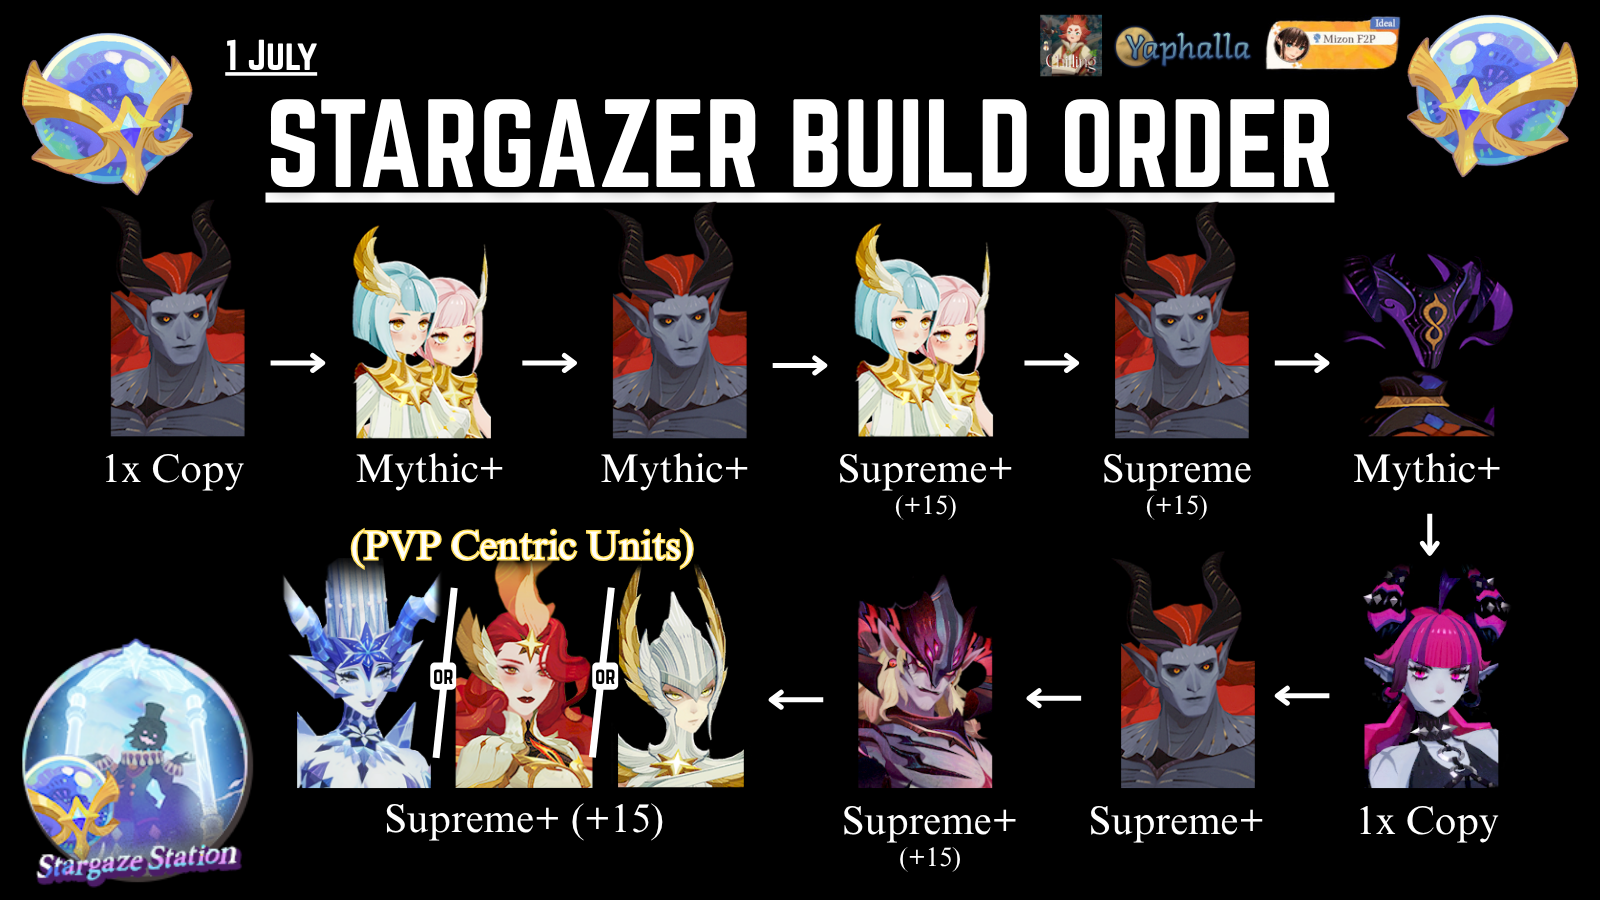 1 JULY
Chilling
Yaphalla
Ideal
Mizon F2P
STARGAZER BUILD ORDER
1x Copy
Mythic+
Mythic+
Supreme+
(+15)
Supreme
(+15)
Mythic+
1x Copy
Supreme+
Supreme+
(+15)
(PVP Centric Units)
OR
OR
Supreme+ (+15)
Stargaze Station